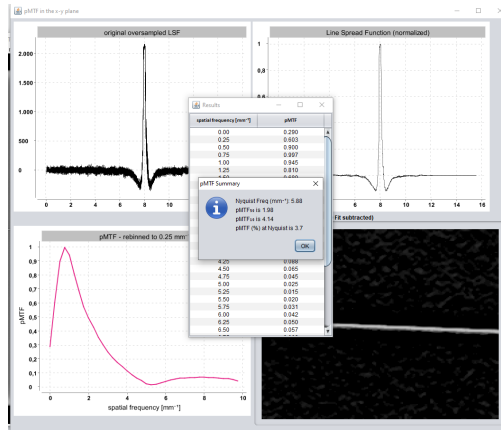 pMTF in the x-y plane
original oversampled LSF
2.000
1.500
1.000
500
0
0 2 4 6 8 10 12 14 16
Line Spread Function (normalized)
1
0,8
0 2 4 6 8 10 12 14 16
Results
spatial frequency [mm⁻¹] pMTF
0.00 0.290
0.25 0.603
0.50 0.900
0.75 0.997
1.00 0.945
1.25 0.810
pMTF Summary
Nyquist Freq (mm⁻¹) 5.88
pMTF₅₀ is 1.98
pMTF₁₀ is 4.14
pMTF (%) at Nyquist is 3.7
OK
4.25 0.088
4.50 0.065
4.75 0.045
5.00 0.025
5.25 0.015
5.50 0.020
5.75 0.031
6.00 0.042
6.25 0.050
6.50 0.057
Fit subtracted)
pMTF - rebinned to 0.25 mm⁻
pMTF
1
0,9
0,8
0,7
0,6
0,5
0,4
0,3
0,2
0,1
0
0 2 4 6 8 10
spatial frequency [mm⁻¹]